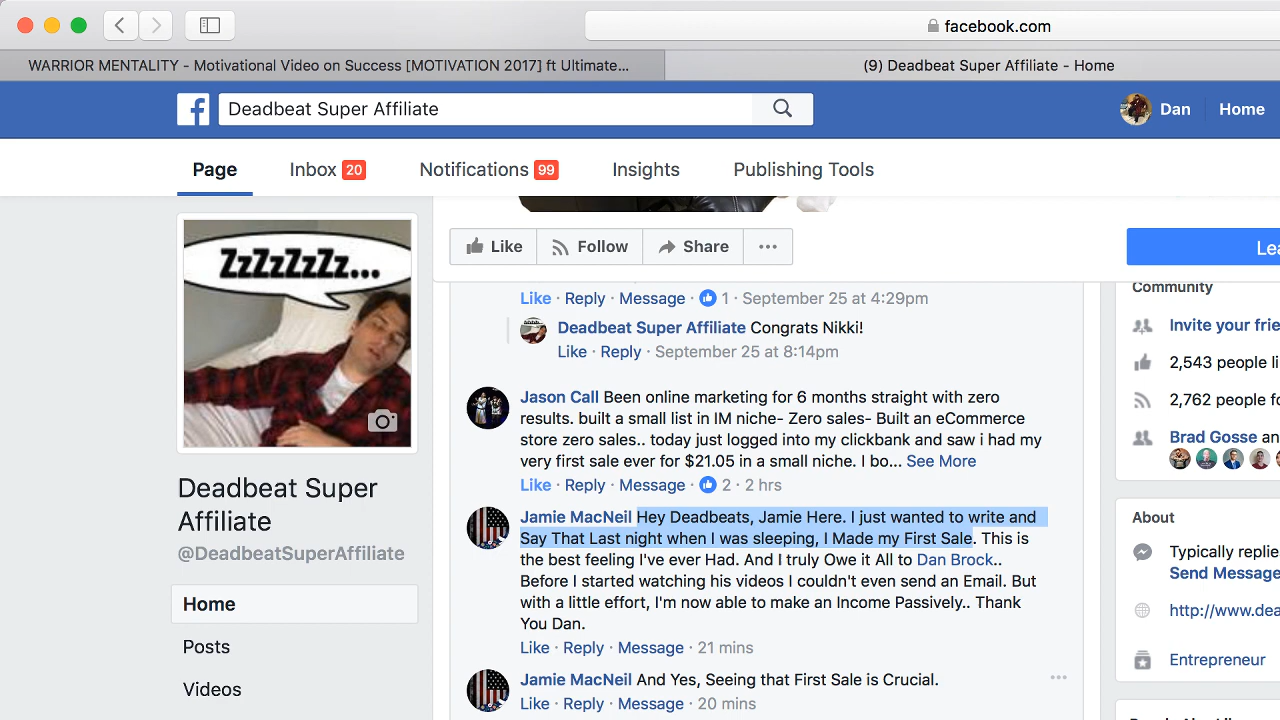 facebook.com
WARRIOR MENTALITY - Motivational Video on Success [MOTIVATION 2017] ft Ultimate...
(9) Deadbeat Super Affiliate - Home
f
Deadbeat Super Affiliate
Dan
Home
Page
Inbox 20
Notifications 99
Insights
Publishing Tools
ZzZzZzZz...
Like
Follow
Share
Lea
Like · Reply · Message · 1 · September 25 at 4:29pm
Deadbeat Super Affiliate Congrats Nikki!
Like · Reply · September 25 at 8:14pm
Jason Call Been online marketing for 6 months straight with zero
results. built a small list in IM niche- Zero sales- Built an eCommerce
store zero sales.. today just logged into my clickbank and saw i had my
very first sale ever for $21.05 in a small niche. I bo... See More
Like · Reply · Message · 2 · 2 hrs
Jamie MacNeil Hey Deadbeats, Jamie Here. I just wanted to write and
Say That Last night when I was sleeping, I Made my First Sale. This is
the best feeling I've ever Had. And I truly Owe it All to Dan Brock..
Before I started watching his videos I couldn't even send an Email. But
with a little effort, I'm now able to make an Income Passively.. Thank
You Dan.
Like · Reply · Message · 21 mins
Jamie MacNeil And Yes, Seeing that First Sale is Crucial.
Like · Reply · Message · 20 mins
Deadbeat Super
Affiliate
@DeadbeatSuperAffiliate
Home
Posts
Videos
Community
Invite your frie
2,543 people li
2,762 people fo
Brad Gosse an
About
Typically replie
Send Message
http://www.dea
Entrepreneur